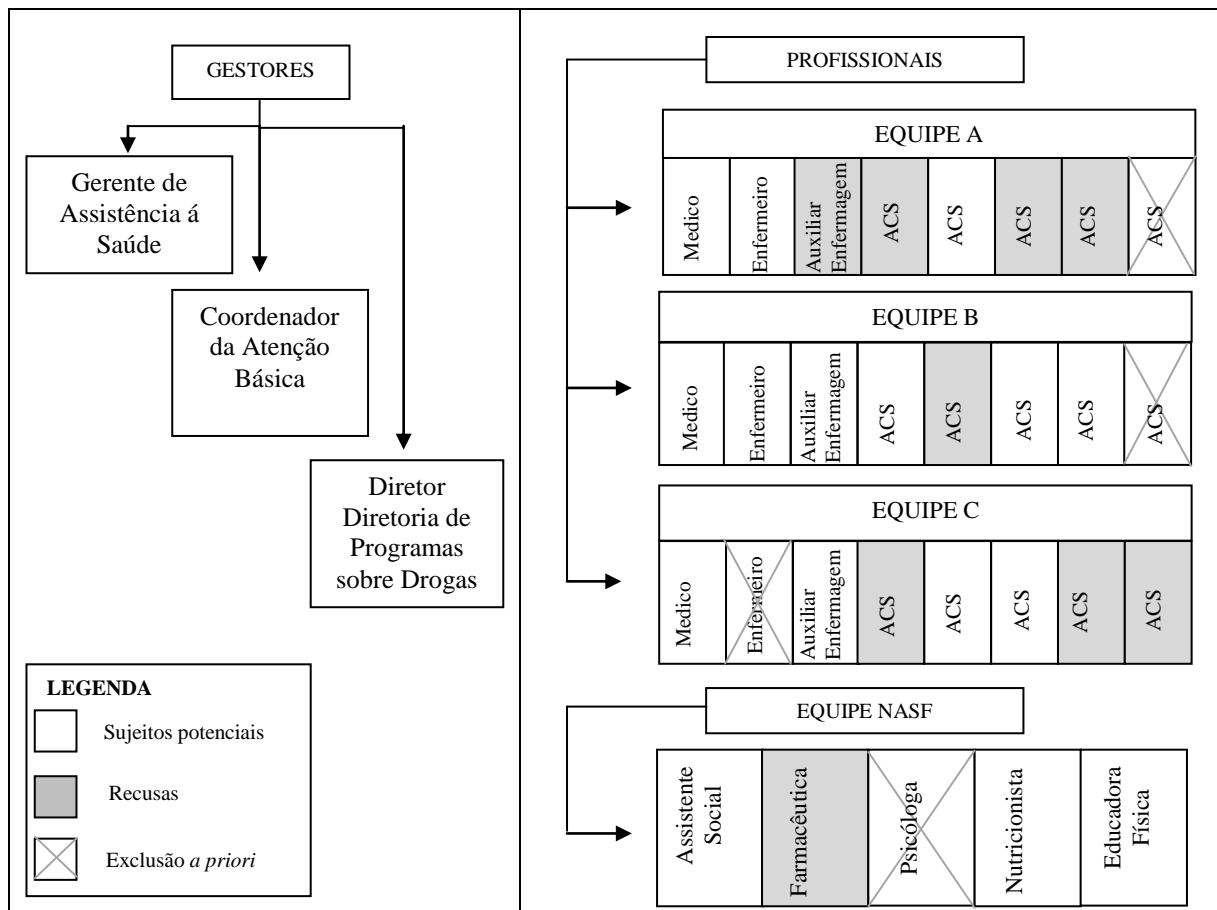 GESTORES
Gerente de
Assistência á
Saúde
Coordenador
da Atenção
Básica
Diretor
Diretoria de
Programas
sobre Drogas
LEGENDA
Sujeitos potenciais
Recusas
Exclusão a priori
PROFISSIONAIS
EQUIPE A
Medico
Enfermeiro
Auxiliar
Enfermagem
ACS
ACS
ACS
ACS
ACS
EQUIPE B
Medico
Enfermeiro
Auxiliar
Enfermagem
ACS
ACS
ACS
ACS
ACS
EQUIPE C
Medico
Enfermeiro
Auxiliar
Enfermagem
ACS
ACS
ACS
ACS
ACS
EQUIPE NASF
Assistente
Social
Farmacêutica
Psicóloga
Nutricionista
Educadora
Física